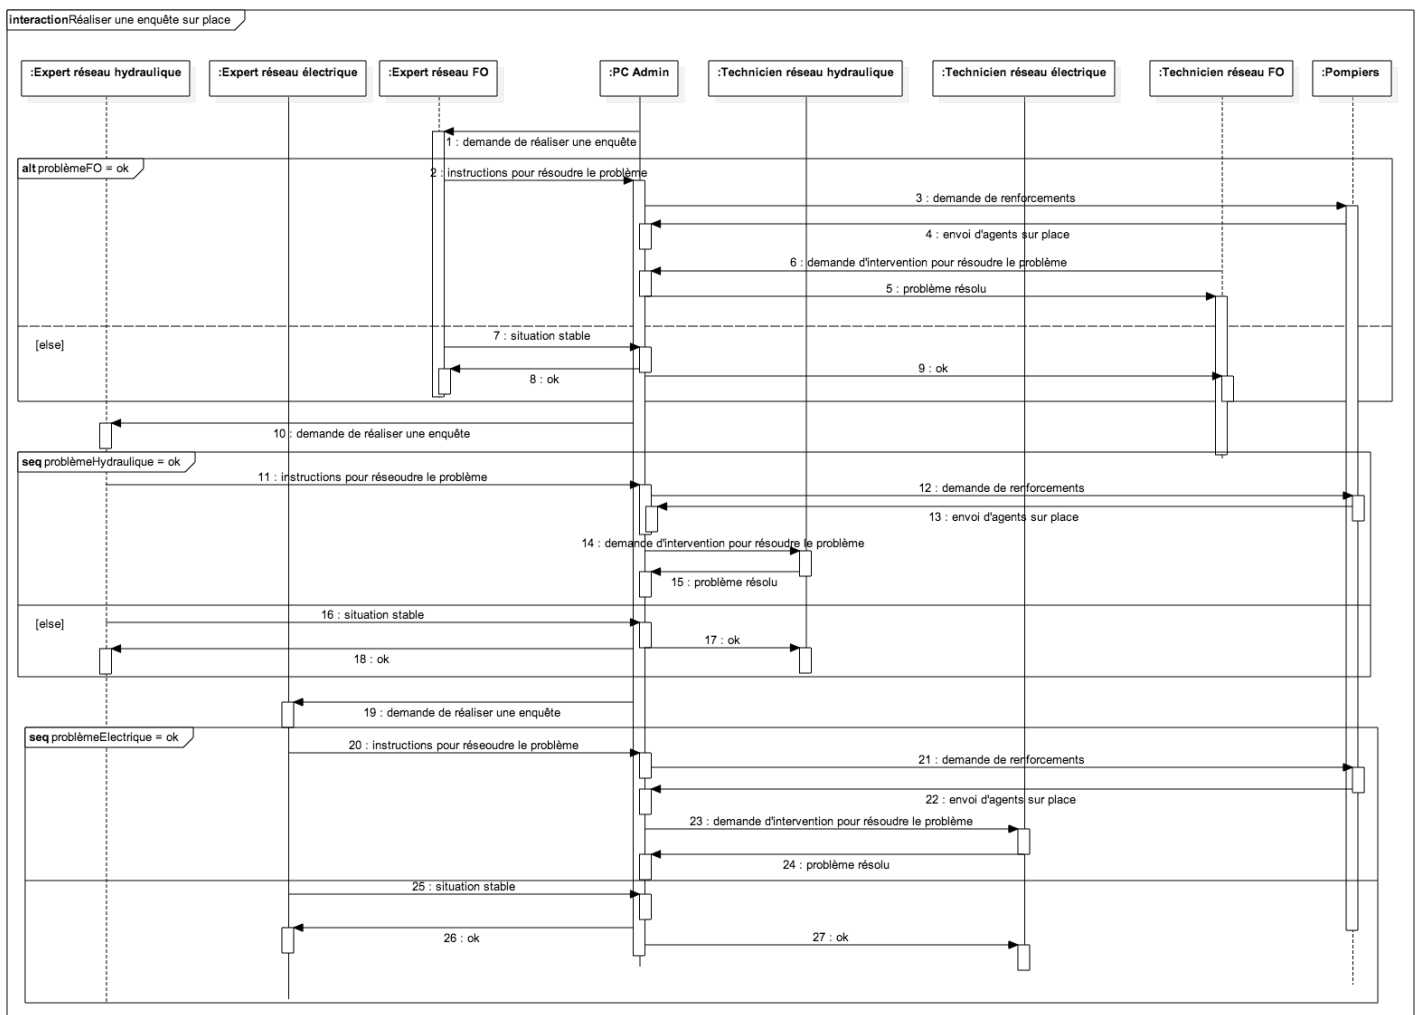 interactionRéaliser une enquête sur place
:Expert réseau hydraulique
:Expert réseau électrique
:Expert réseau FO
:PC Admin
:Technicien réseau hydraulique
:Technicien réseau électrique
:Technicien réseau FO
:Pompiers
1 : demande de réaliser une enquête
alt problèmeFO = ok
2 : instructions pour résoudre le problème
3 : demande de renforcements
4 : envoi d'agents sur place
6 : demande d'intervention pour résoudre le problème
5 : problème résolu
7 : situation stable
[else]
8 : ok
9 : ok
10 : demande de réaliser une enquête
seq problèmeHydraulique = ok
11 : instructions pour réseoudre le problème
12 : demande de renforcements
13 : envoi d'agents sur place
14 : demande d'intervention pour résoudre le problème
15 : problème résolu
16 : situation stable
[else]
17 : ok
18 : ok
19 : demande de réaliser une enquête
seq problèmeElectrique = ok
20 : instructions pour réseoudre le problème
21 : demande de renforcements
22 : envoi d'agents sur place
23 : demande d'intervention pour résoudre le problème
24 : problème résolu
25 : situation stable
26 : ok
27 : ok